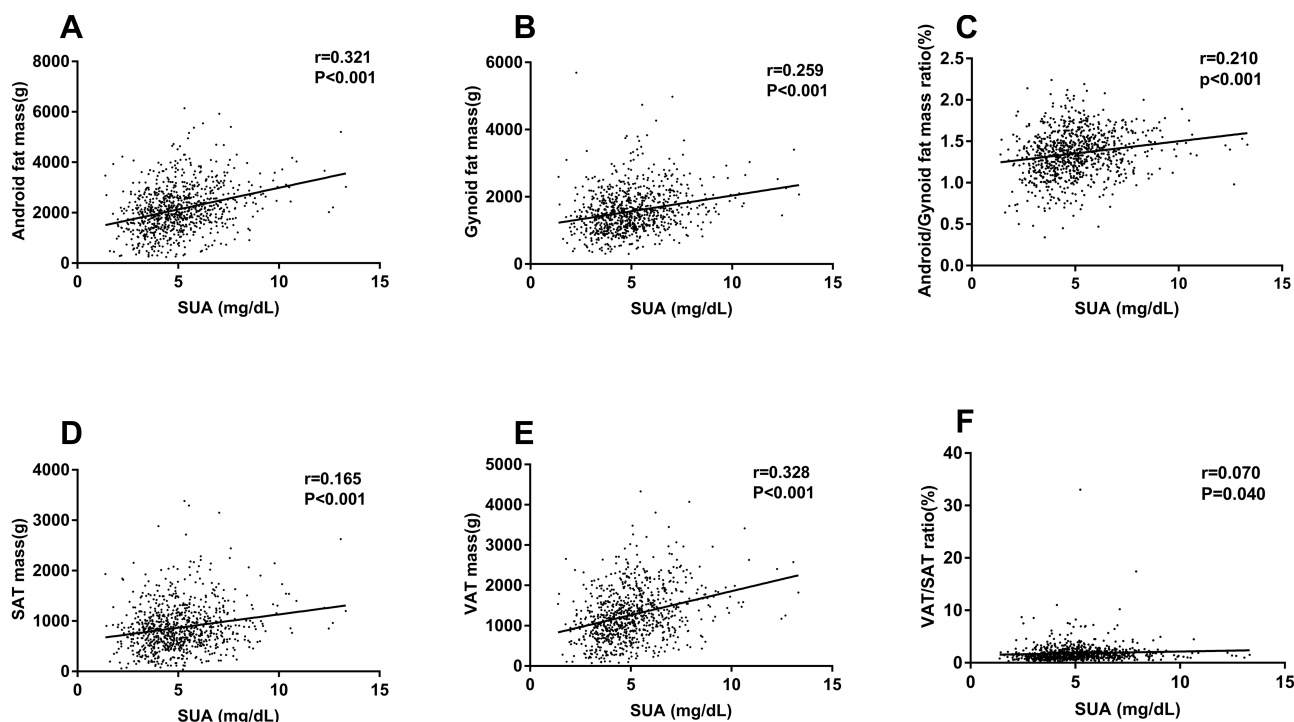 A
Android fat mass(g)
8000
6000
4000
2000
0
r=0.321
P<0.001
0 5 10 15
SUA (mg/dL)
B
Gynoid fat mass(g)
6000
4000
2000
0
r=0.259
P<0.001
0 5 10 15
SUA (mg/dL)
C
Android/Gynoid fat mass ratio(%)
2.5
2.0
1.5
1.0
0.5
0.0
r=0.210
p<0.001
0 5 10 15
SUA (mg/dL)
D
SAT mass(g)
4000
3000
2000
1000
0
r=0.165
P<0.001
0 5 10 15
SUA (mg/dL)
E
VAT mass(g)
5000
4000
3000
2000
1000
0
r=0.328
P<0.001
0 5 10 15
SUA (mg/dL)
F
VAT/SAT ratio(%)
40
30
20
10
0
r=0.070
P=0.040
0 5 10 15
SUA (mg/dL)